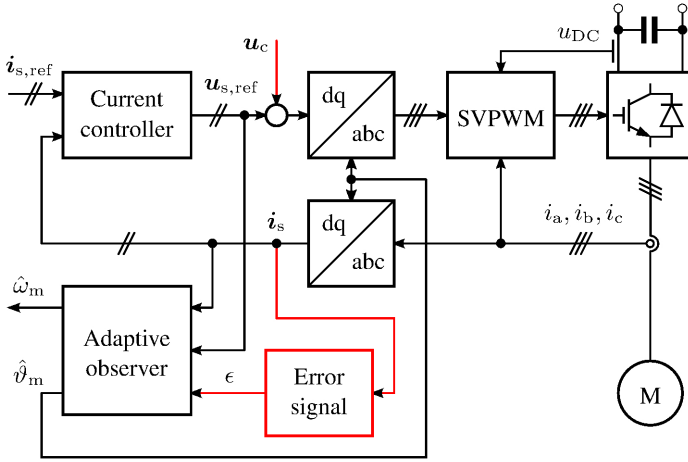 u_DC
u_c
i_s,ref
u_s,ref
Current
controller
dq
abc
SVPWM
i_s
dq
abc
i_a, i_b, i_c
ω̂_m
Adaptive
observer
ϑ̂_m
ϵ
Error
signal
M